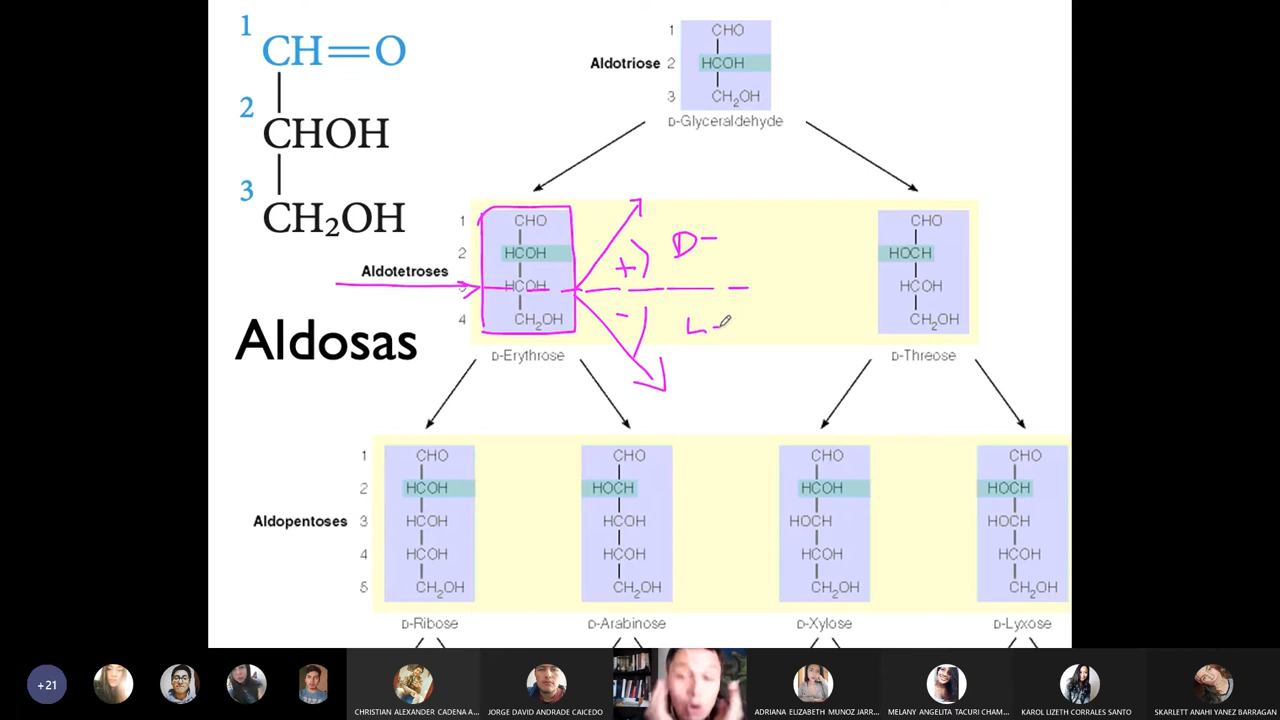 1
CH=O
2
CHOH
3
CH₂OH
Aldosas
Aldotriose
1 CHO
2 HCOH
3 CH₂OH
D-Glyceraldehyde
Aldotetroses
1 CHO CHO
2 HCOH HOCH
3 HCOH HCOH
4 CH₂OH CH₂OH
D-Erythrose D-Threose
+ D-
- L-
Aldopentoses
1 CHO CHO CHO CHO
2 HCOH HOCH HCOH HOCH
3 HCOH HCOH HOCH HOCH
4 HCOH HCOH HCOH HCOH
5 CH₂OH CH₂OH CH₂OH CH₂OH
D-Ribose D-Arabinose D-Xylose D-Lyxose
+21
CHRISTIAN ALEXANDER CADENA A...
JORGE DAVID ANDRADE CAICEDO
ADRIANA ELIZABETH MUNOZ JARR...
MELANY ANGELITA TACURI CHAM...
KAROL LIZETH CORRALES SANTO
SKARLETT ANAHI YANEZ BARRAGAN